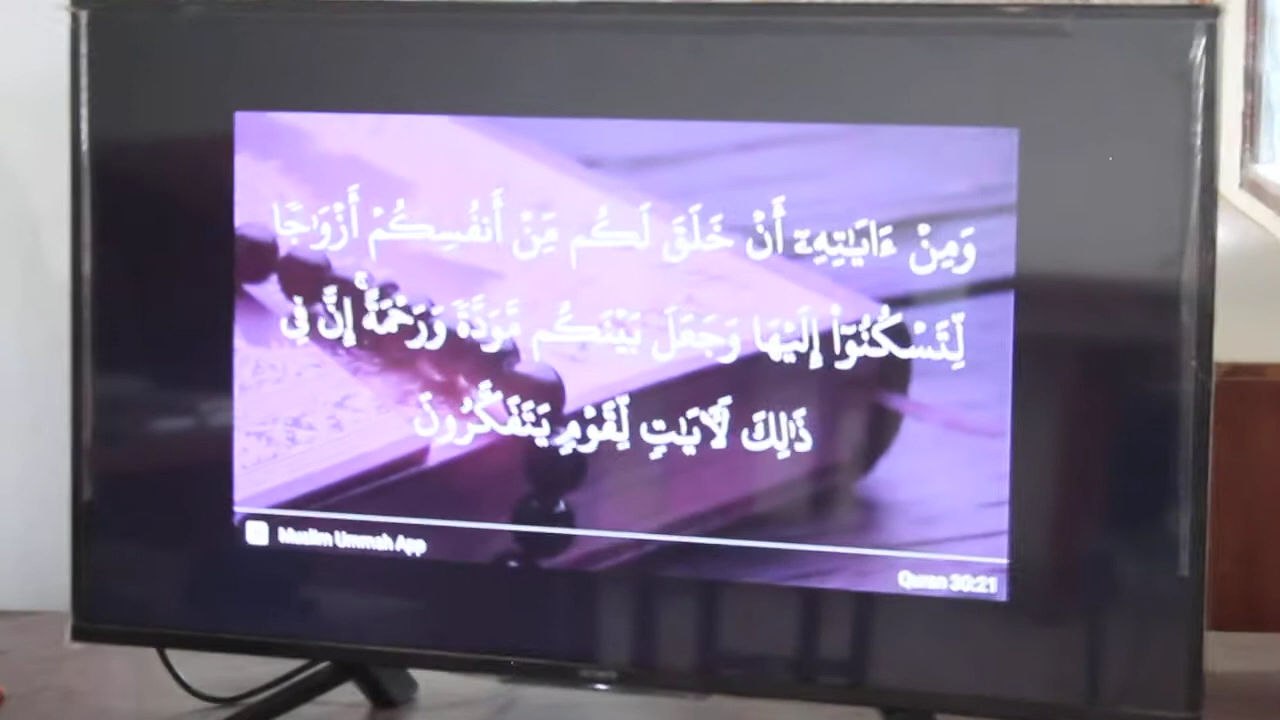 وَمِنْ ءَايَٰتِهِۦٓ أَنْ خَلَقَ لَكُم مِّنْ أَنفُسِكُمْ أَزْوَٰجًا
لِّتَسْكُنُوٓا۟ إِلَيْهَا وَجَعَلَ بَيْنَكُم مَّوَدَّةً وَرَحْمَةً ۚ إِنَّ فِى
ذَٰلِكَ لَـَٔايَٰتٍ لِّقَوْمٍ يَتَفَكَّرُونَ
Muslim Ummah App
Quran 30:21